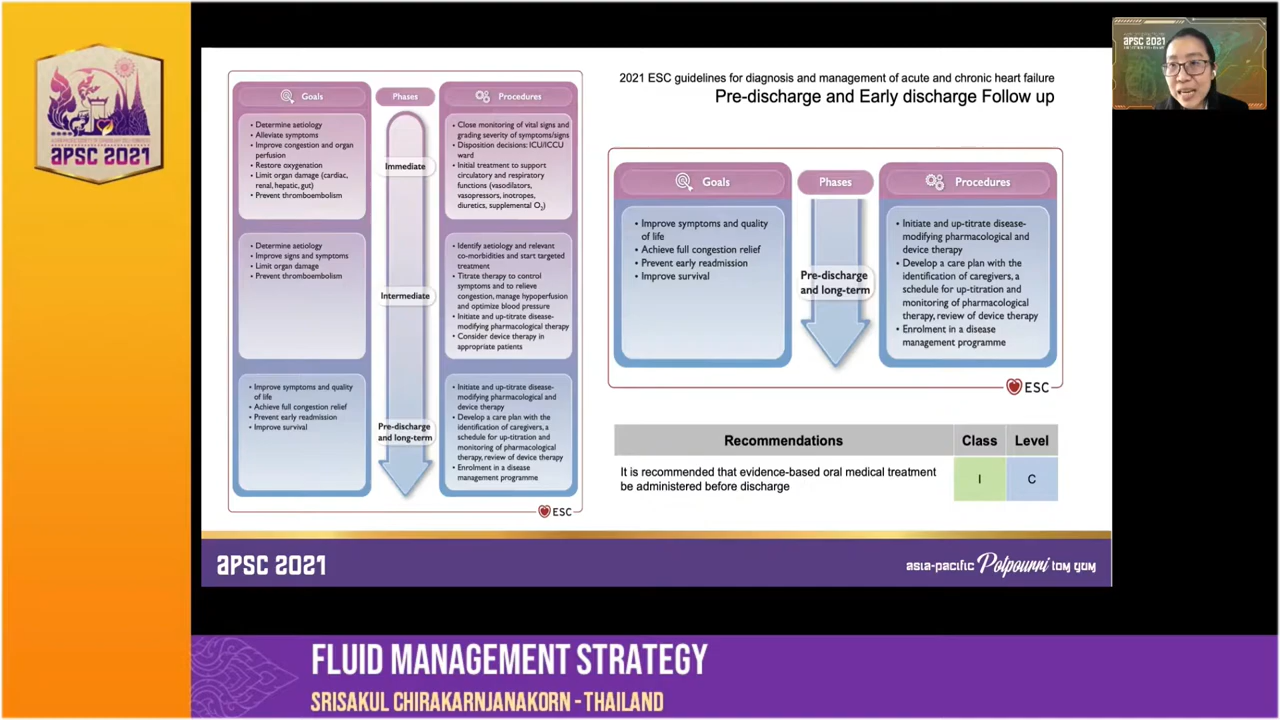 APSC 2021
Goals
Phases
Procedures
• Determine aetiology
• Alleviate symptoms
• Improve congestion and organ
perfusion
• Restore oxygenation
• Limit organ damage (cardiac,
renal, hepatic, gut)
• Prevent thromboembolism
Immediate
• Close monitoring of vital signs and
grading severity of symptoms/signs
• Disposition decisions: ICU/ICCU
ward
• Initial treatment to support
circulatory and respiratory
functions (vasodilators,
vasopressors, inotropes,
diuretics, supplemental O2)
• Determine aetiology
• Improve signs and symptoms
• Limit organ damage
• Prevent thromboembolism
Intermediate
• Identify aetiology and relevant
co-morbidities and start targeted
treatment
• Titrate therapy to control
symptoms and to relieve
congestion, manage hypoperfusion
and optimize blood pressure
• Initiate and up-titrate disease-
modifying pharmacological therapy
• Consider device therapy in
appropriate patients
• Improve symptoms and quality
of life
• Achieve full congestion relief
• Prevent early readmission
• Improve survival
Pre-discharge
and long-term
• Initiate and up-titrate disease-
modifying pharmacological and
device therapy
• Develop a care plan with the
identification of caregivers, a
schedule for up-titration and
monitoring of pharmacological
therapy, review of device therapy
• Enrolment in a disease
management programme
ESC
2021 ESC guidelines for diagnosis and management of acute and chronic heart failure
Pre-discharge and Early discharge Follow up
Goals
Phases
Procedures
• Improve symptoms and quality
of life
• Achieve full congestion relief
• Prevent early readmission
• Improve survival
Pre-discharge
and long-term
• Initiate and up-titrate disease-
modifying pharmacological and
device therapy
• Develop a care plan with the
identification of caregivers, a
schedule for up-titration and
monitoring of pharmacological
therapy, review of device therapy
• Enrolment in a disease
management programme
ESC
Recommendations Class Level
It is recommended that evidence-based oral medical treatment
be administered before discharge
I C
APSC 2021
asia-pacific Potpourri tom yum
APSC 2021
FLUID MANAGEMENT STRATEGY
SRISAKUL CHIRAKARNJANAKORN - THAILAND